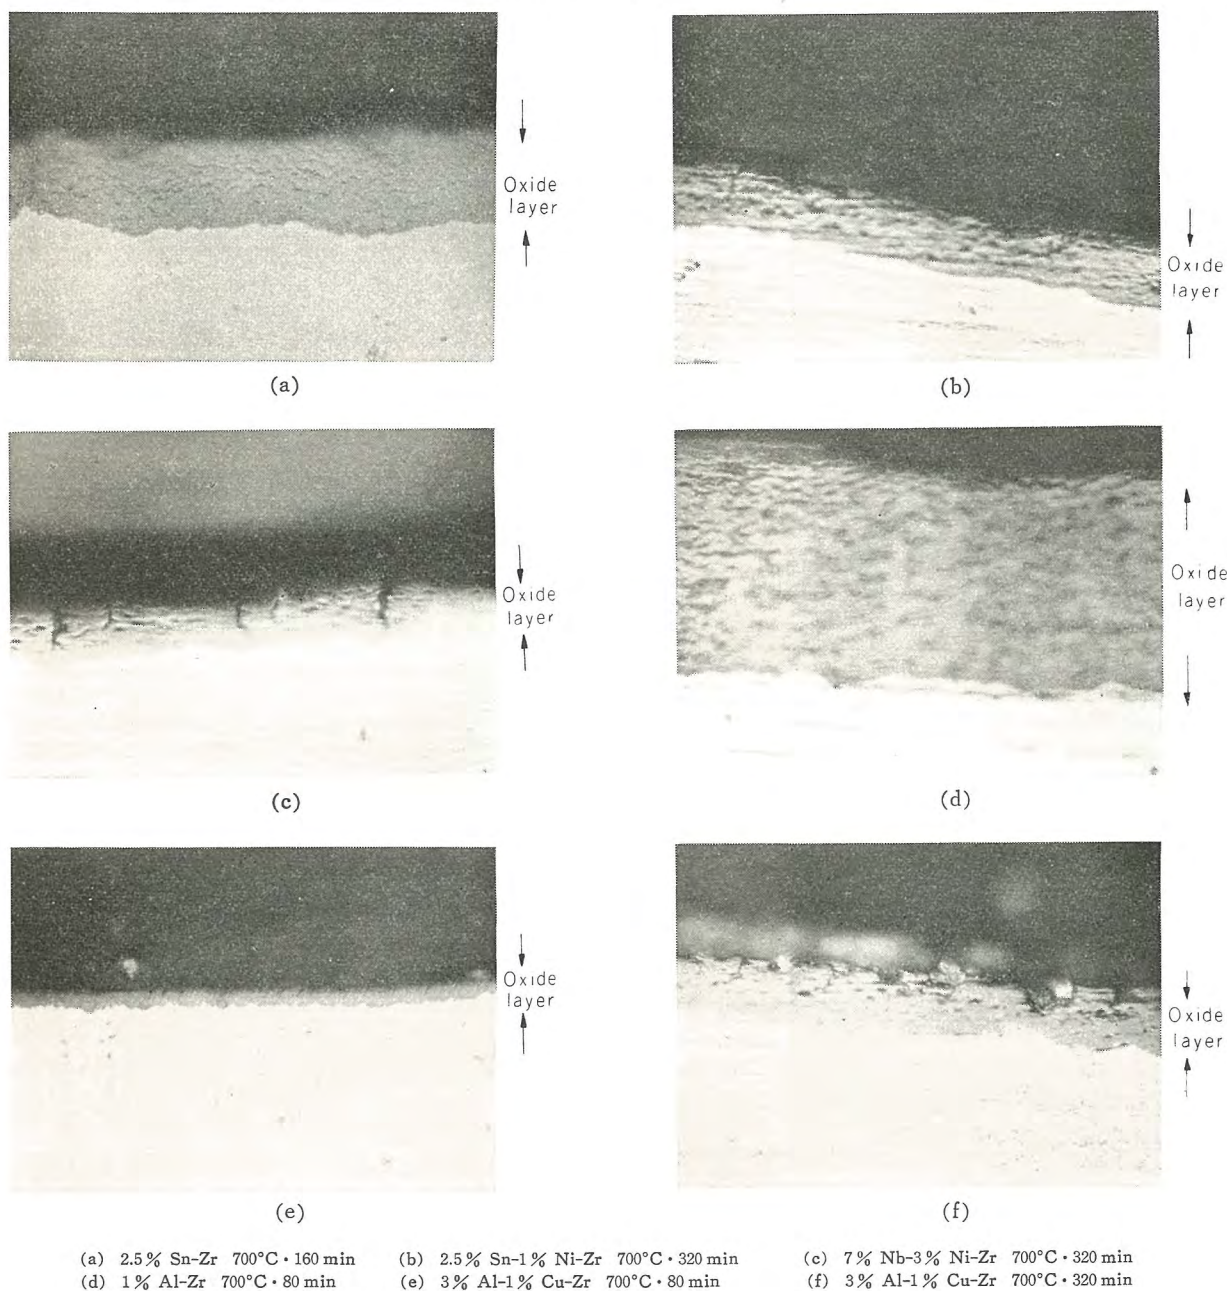 Oxide
layer
(a)
Oxide
layer
(b)
Oxide
layer
(c)
Oxide
layer
(d)
Oxide
layer
(e)
Oxide
layer
(f)
(a) 2.5% Sn-Zr 700°C · 160 min (b) 2.5% Sn-1% Ni-Zr 700°C · 320 min (c) 7% Nb-3% Ni-Zr 700°C · 320 min
(d) 1% Al-Zr 700°C · 80 min (e) 3% Al-1% Cu-Zr 700°C · 80 min (f) 3% Al-1% Cu-Zr 700°C · 320 min